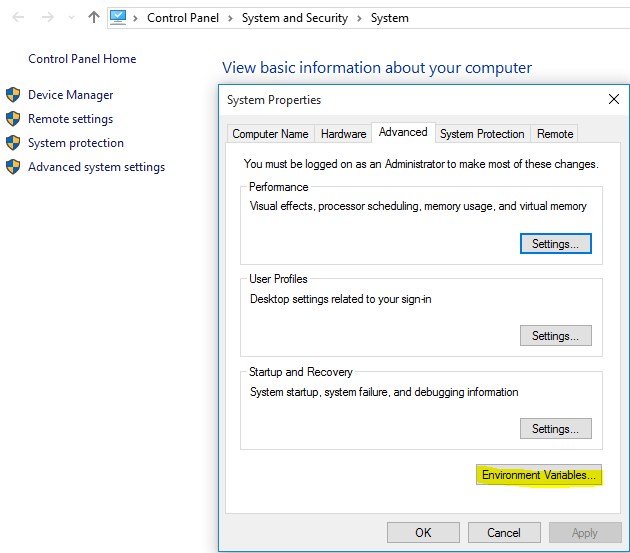 Control Panel > System and Security > System
Control Panel Home
Device Manager
Remote settings
System protection
Advanced system settings
View basic information about your computer
System Properties
Computer Name Hardware Advanced System Protection Remote
You must be logged on as an Administrator to make most of these changes.
Performance
Visual effects, processor scheduling, memory usage, and virtual memory
Settings...
User Profiles
Desktop settings related to your sign-in
Settings...
Startup and Recovery
System startup, system failure, and debugging information
Settings...
Environment Variables...
OK Cancel Apply